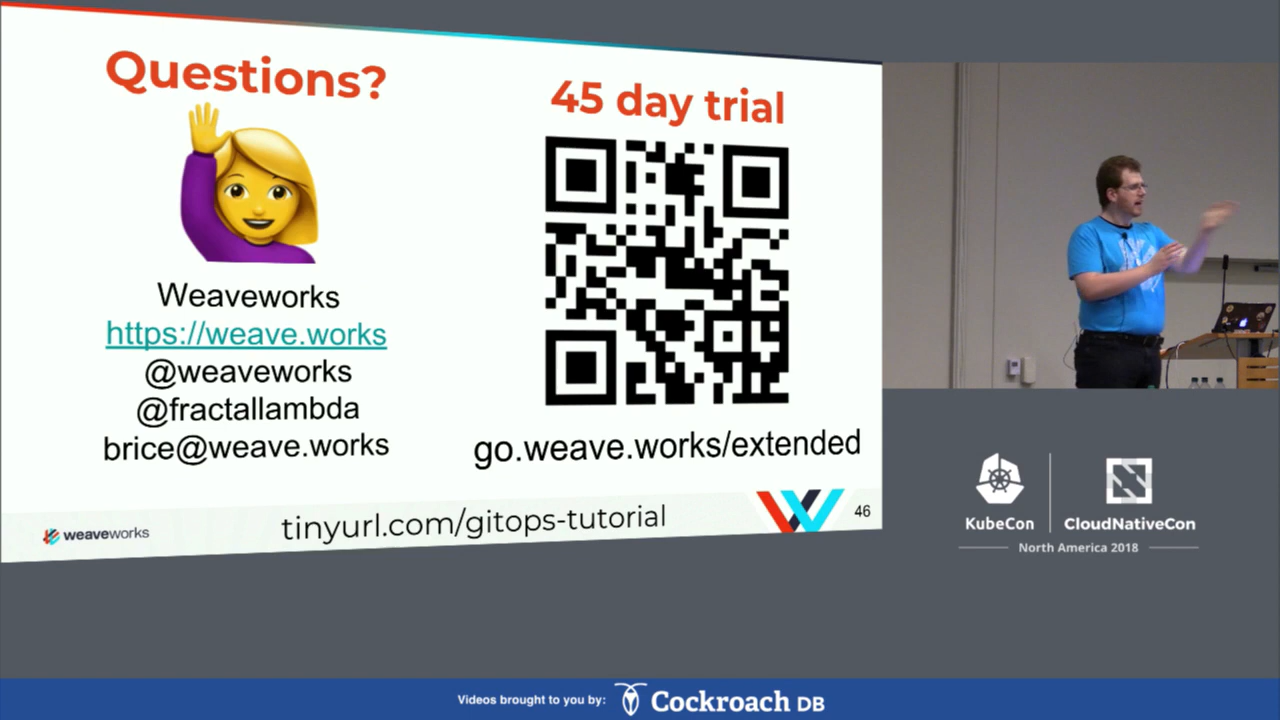 Questions?
Weaveworks
https://weave.works
@weaveworks
@fractallambda
brice@weave.works
45 day trial
go.weave.works/extended
weaveworks
tinyurl.com/gitops-tutorial
46
KubeCon
CloudNativeCon
North America 2018
Videos brought to you by:
Cockroach DB